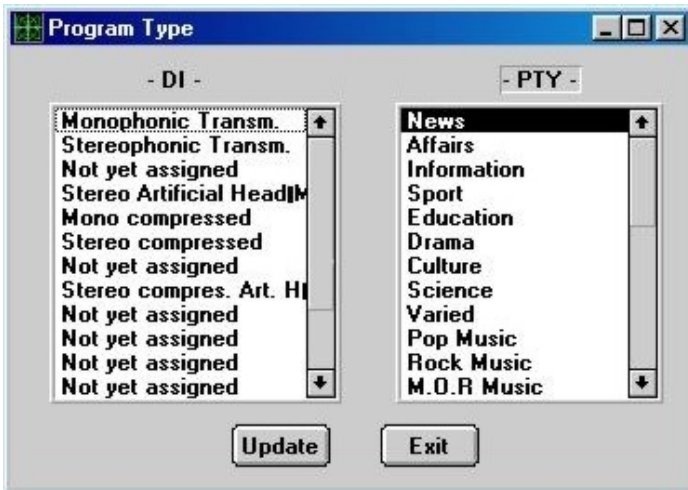 Program Type
- DI -
Monophonic Transm.
Stereophonic Transm.
Not yet assigned
Stereo Artificial Head
Mono compressed
Stereo compressed
Not yet assigned
Stereo compres. Art. H
Not yet assigned
Not yet assigned
Not yet assigned
Not yet assigned
- PTY -
News
Affairs
Information
Sport
Education
Drama
Culture
Science
Varied
Pop Music
Rock Music
M.O.R Music
Update
Exit